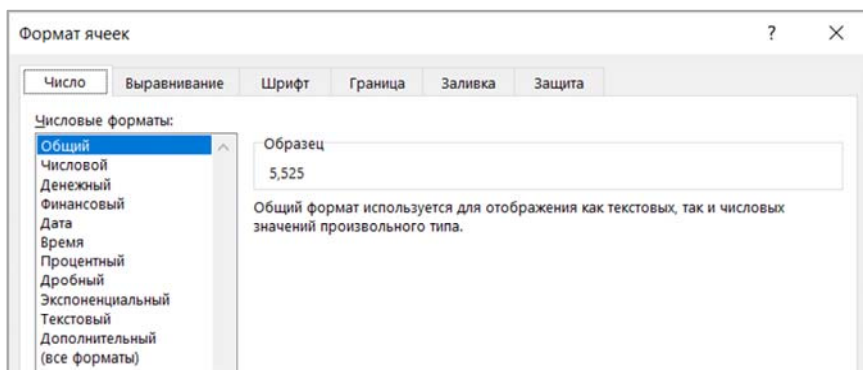 Формат ячеек ? ×
Число Выравнивание Шрифт Граница Заливка Защита
Числовые форматы:
Общий
Числовой
Денежный
Финансовый
Дата
Время
Процентный
Дробный
Экспоненциальный
Текстовый
Дополнительный
(все форматы)
Образец
5,525
Общий формат используется для отображения как текстовых, так и числовых
значений произвольного типа.